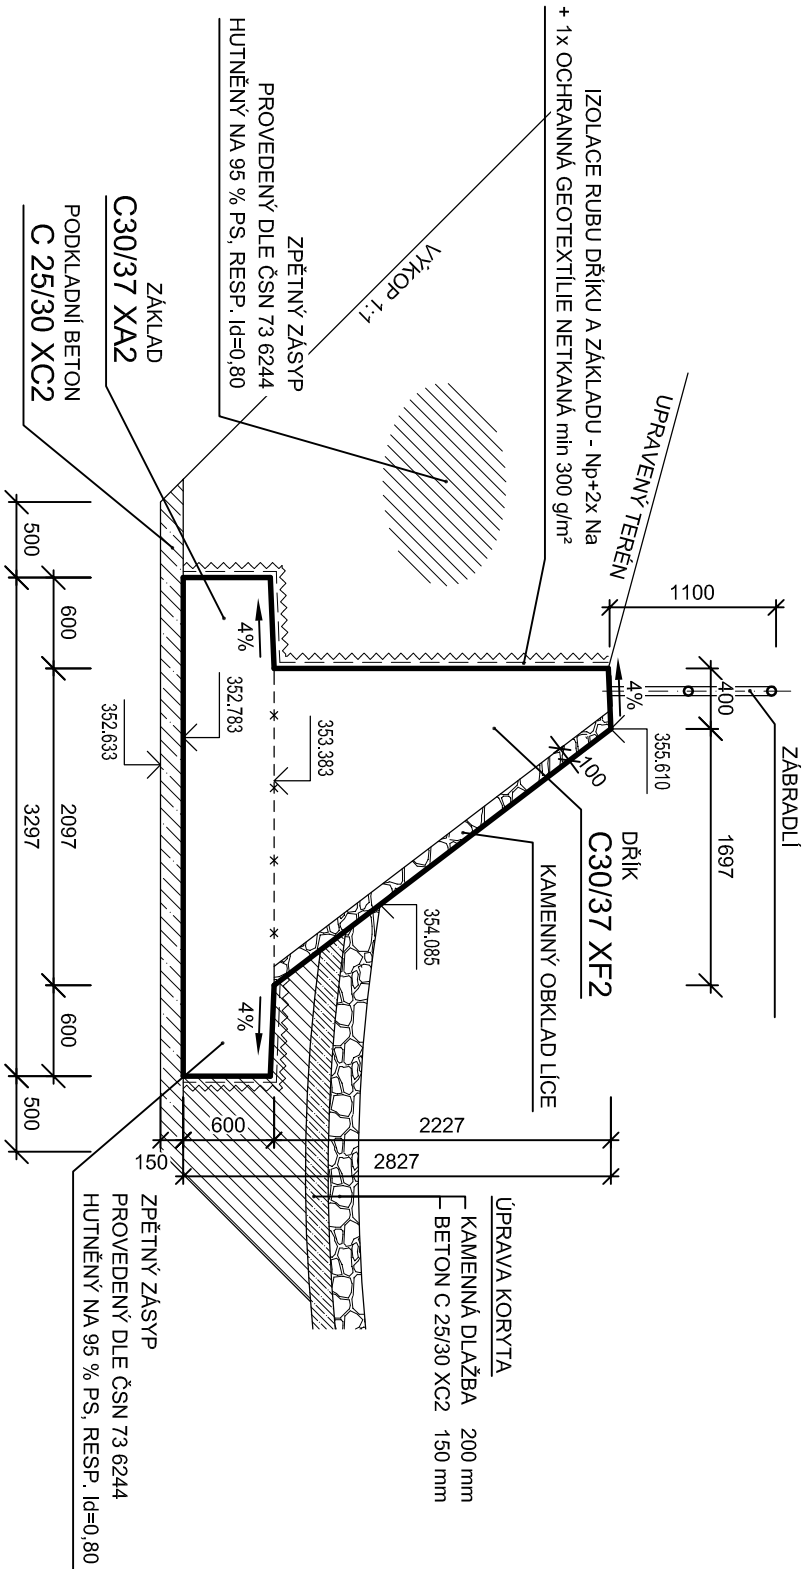 ZÁBRADLÍ
1100
UPRAVENÝ TERÉN
IZOLACE RUBU DŘÍKU A ZÁKLADU - Np+2x Na
+ 1x OCHRANNÁ GEOTEXTÍLIE NETKANÁ min 300 g/m²
400
1697
4%
355.610
100
DŘÍK
C30/37 XF2
KAMENNÝ OBKLAD LÍCE
354.085
VÝKOP 1:1
ZPĚTNÝ ZÁSYP
PROVEDENÝ DLE ČSN 73 6244
HUTNĚNÝ NA 95 % PS, RESP. Id=0,80
353.383
4%
4%
352.783
352.633
2227
600
2827
150
ÚPRAVA KORYTA
KAMENNÁ DLAŽBA 200 mm
BETON C 25/30 XC2 150 mm
ZÁKLAD
C30/37 XA2
PODKLADNÍ BETON
C 25/30 XC2
ZPĚTNÝ ZÁSYP
PROVEDENÝ DLE ČSN 73 6244
HUTNĚNÝ NA 95 % PS, RESP. Id=0,80
600
2097
600
500
3297
500